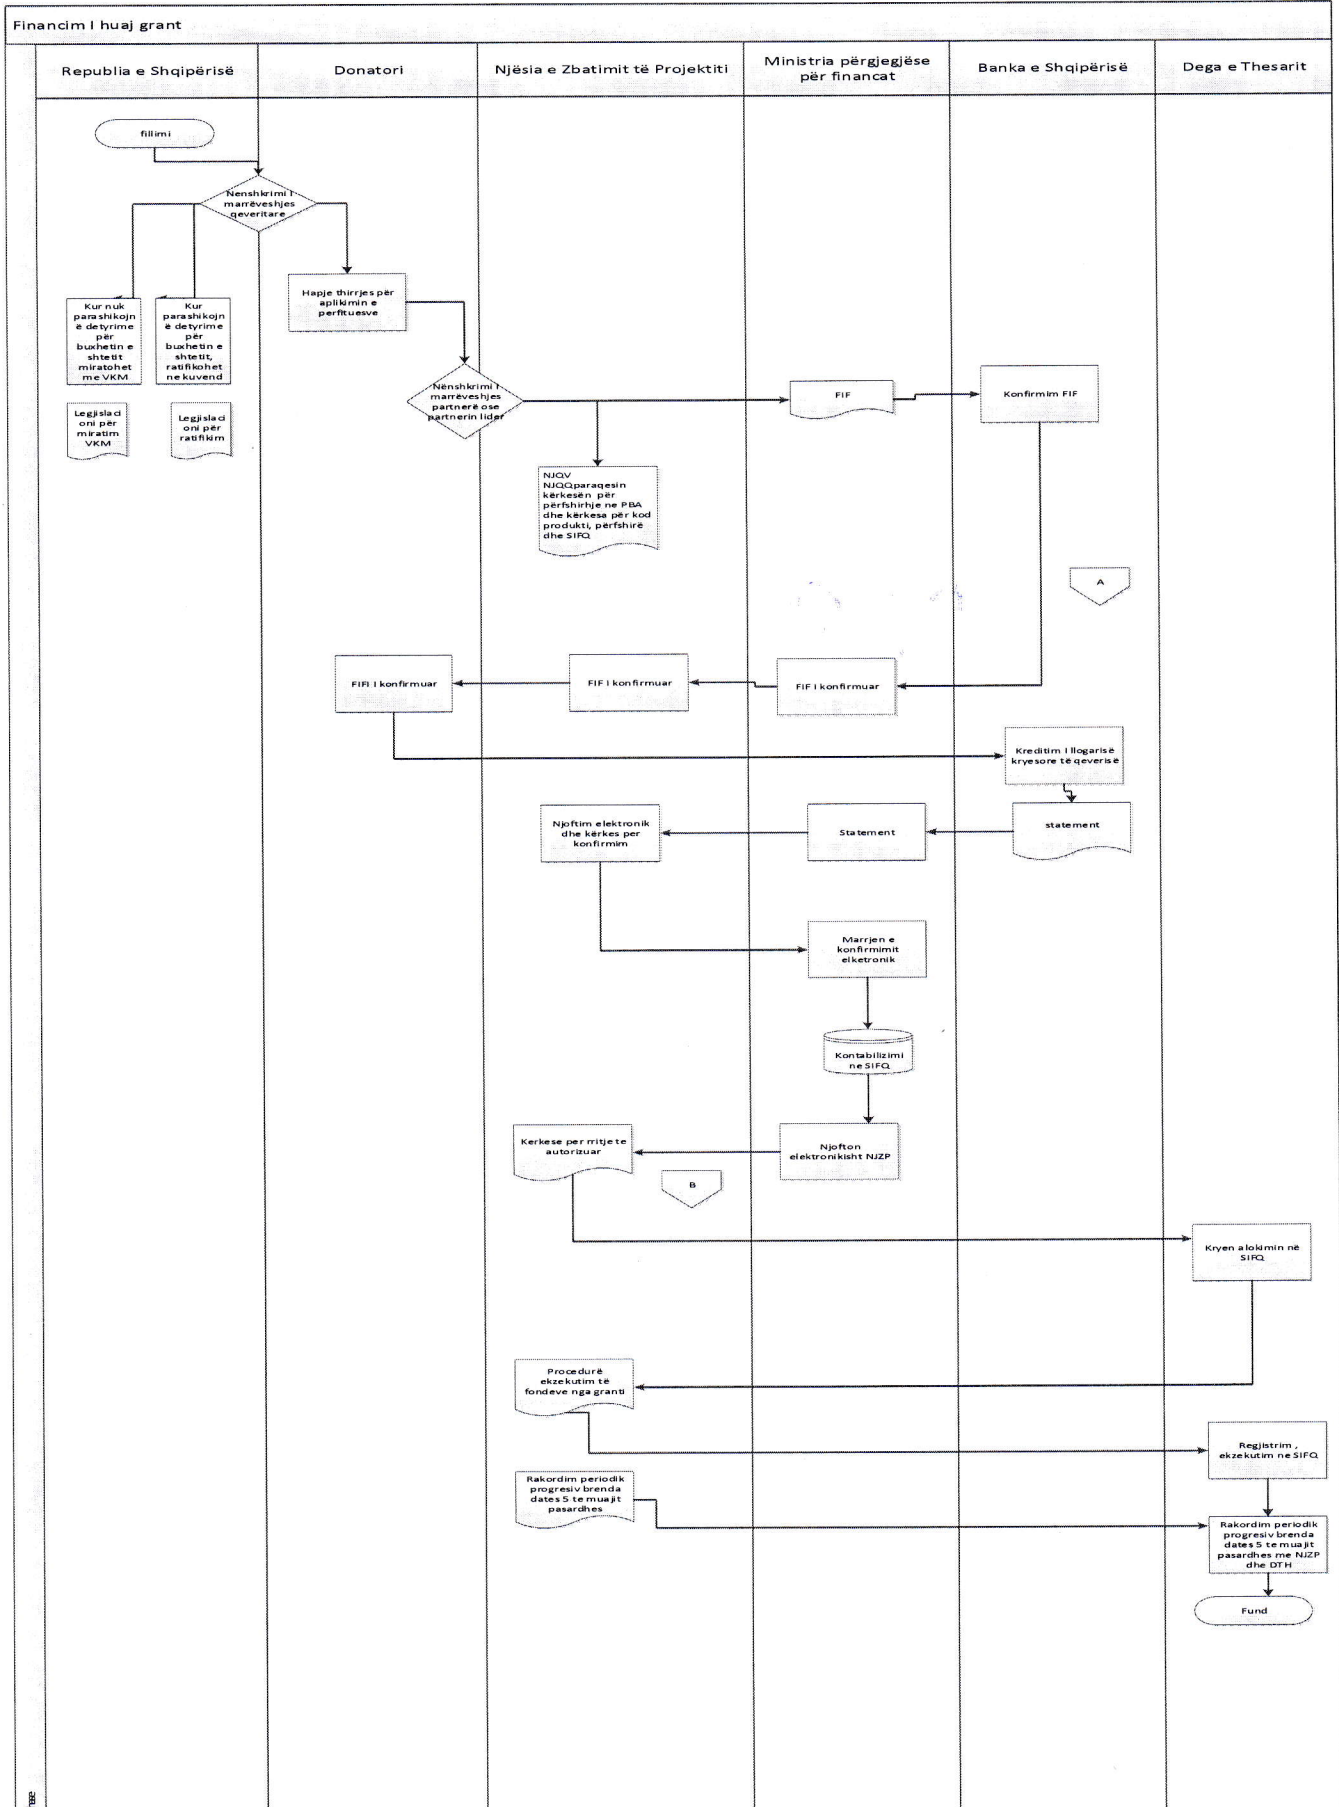 Financim I huaj grant
Republia e Shqipërisë
Donatori
Njësia e Zbatimit të Projektiti
Ministria përgjegjëse
për financat
Banka e Shqipërisë
Dega e Thesarit
fillimi
Nenshkrimi I
marrëveshjes
qeveritare
Hapje thirrjes për
aplikimin e
perfituesve
Kur nuk
parashikojn
ë detyrime
për
buxhetin e
shtetit
miratohet
me VKM
Kur
parashikojn
ë detyrime
për
buxhetin e
shtetit,
ratifikohet
ne kuvend
Legjislaci
oni për
miratim
VKM
Legjislaci
oni për
ratifikim
Nënshkrimi I
marrëveshjes
partnerë ose
partnerin lider
FIF
Konfirmim FIF
NJQV
NJQQparaqesin
kërkesën për
përfshirhje ne PBA
dhe kërkesa për kod
produkti, përfshirë
dhe SIFQ
A
FIFI I konfirmuar
FIF I konfirmuar
FIF I konfirmuar
Kreditim I llogarisë
kryesore të qeverisë
Njoftim elektronik
dhe kërkes per
konfirmim
Statement
statement
Marrjen e
konfirmimit
elketronik
Kontabilizimi
ne SIFQ
Kerkese per rritje te
autorizuar
Njofton
elektronikisht NJZP
B
Kryen alokimin në
SIFQ
Procedurë
ekzekutim të
fondeve nga granti
Regjistrim ,
ekzekutim ne SIFQ
Rakordim periodik
progresiv brenda
dates 5 te muajit
pasardhes
Rakordim periodik
progresiv brenda
dates 5 te muajit
pasardhes me NJZP
dhe DTH
Fund